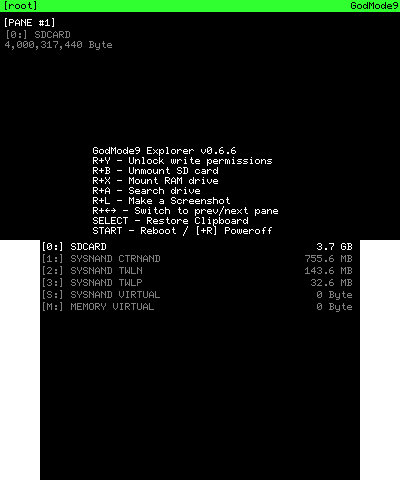 [root] GodMode9
[PANE #1]
[0:] SDCARD
4,000,317,440 Byte
GodMode9 Explorer v0.6.6
R+Y - Unlock write permissions
R+B - Unmount SD card
R+X - Mount RAM drive
R+A - Search drive
R+L - Make a Screenshot
R+←→ - Switch to prev/next pane
SELECT - Restore Clipboard
START - Reboot / [+R] Poweroff
[0:] SDCARD 3.7 GB
[1:] SYSNAND CTRNAND 755.6 MB
[2:] SYSNAND TWLN 143.6 MB
[3:] SYSNAND TWLP 32.6 MB
[S:] SYSNAND VIRTUAL 0 Byte
[M:] MEMORY VIRTUAL 0 Byte